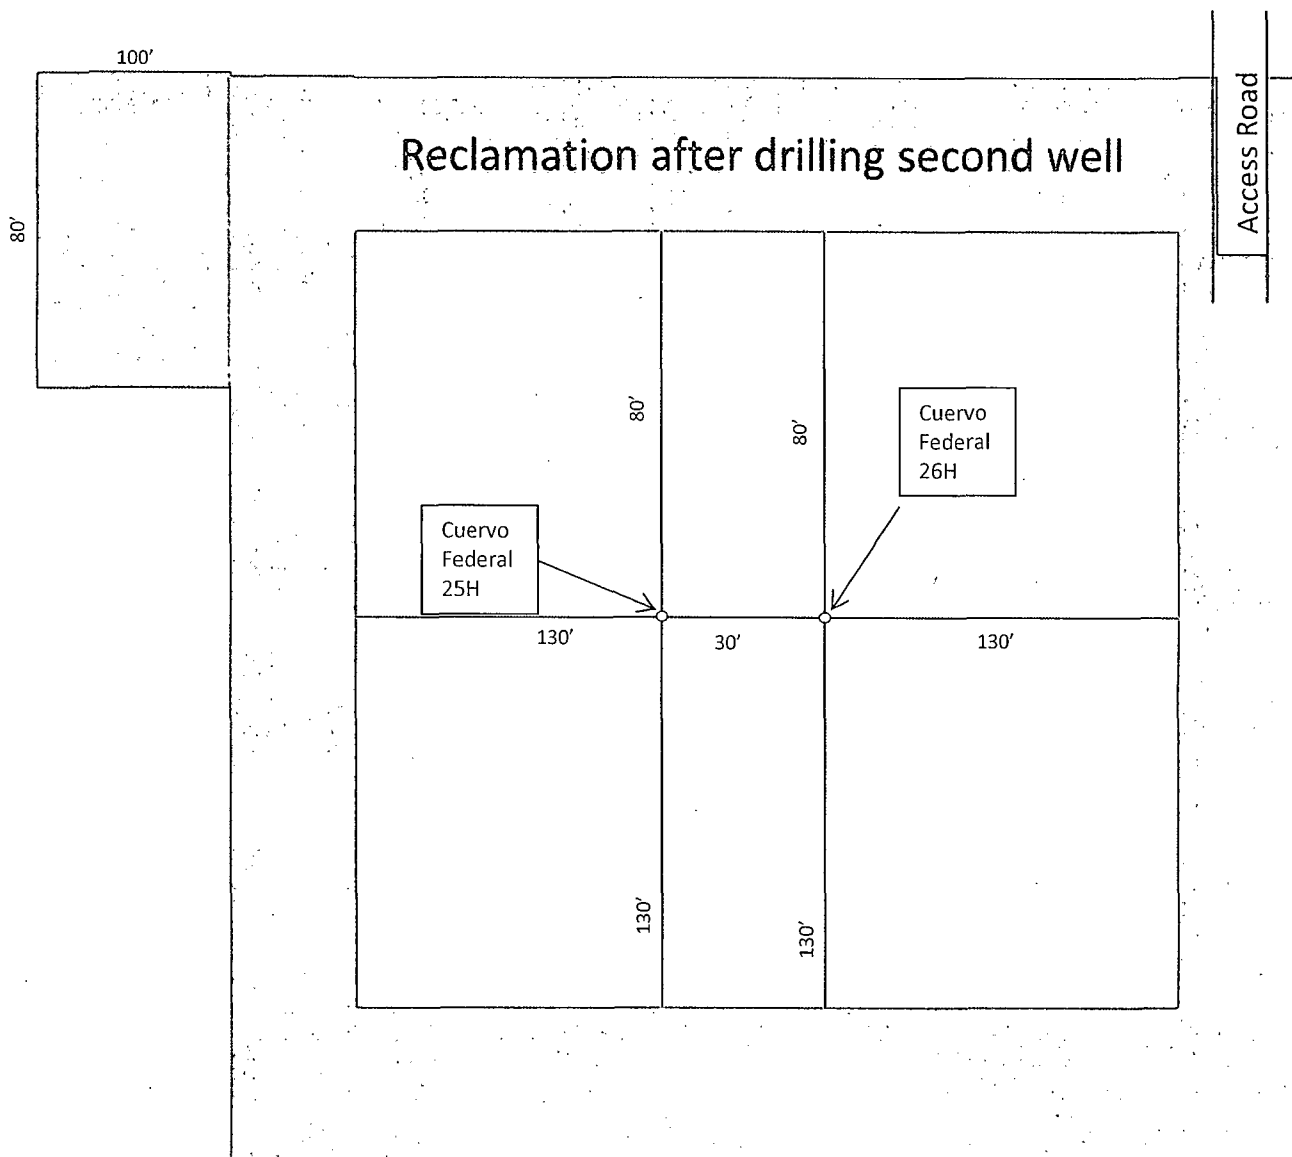 100’
Reclamation after drilling second well
Access Road
80’
80’
80’
Cuervo
Federal
26H
Cuervo
Federal
25H
130’
30’
130’
130’
130’